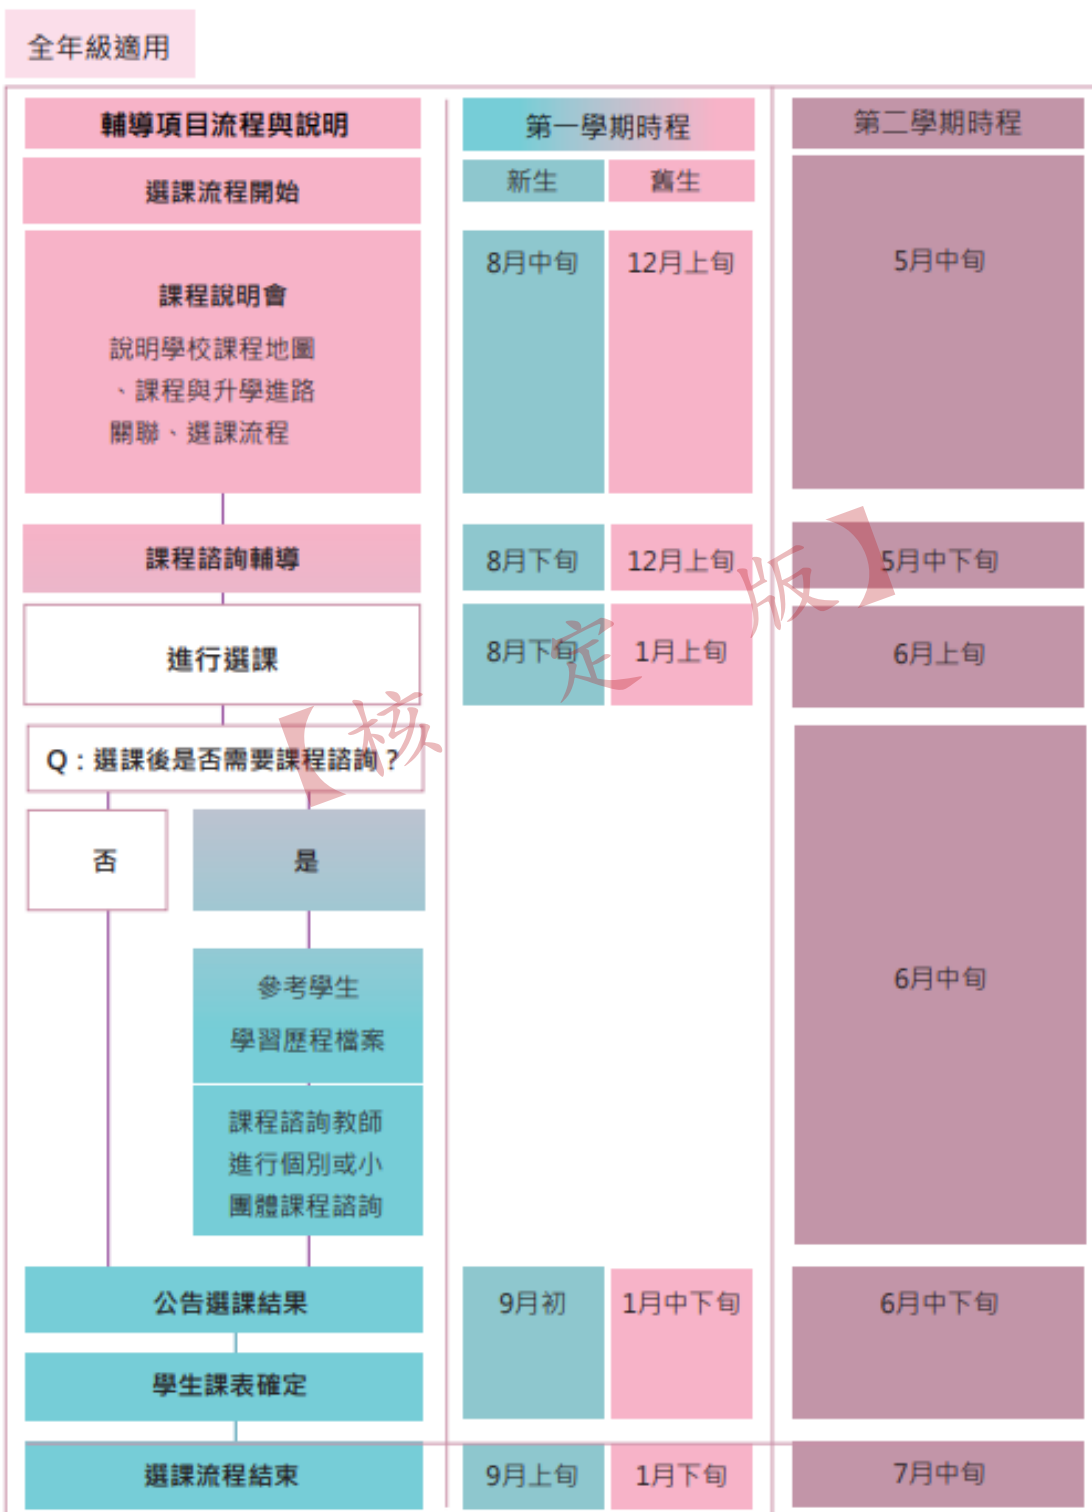 全年級適用
輔導項目流程與說明
第一學期時程
第二學期時程
選課流程開始
新生
舊生
課程說明會
說明學校課程地圖
、課程與升學進路
關聯、選課流程
8月中旬
12月上旬
5月中旬
課程諮詢輔導
8月下旬
12月上旬
5月中下旬
進行選課
8月下旬
1月上旬
6月上旬
【核定版】
Q：選課後是否需要課程諮詢？
否
是
參考學生
學習歷程檔案
課程諮詢教師
進行個別或小
團體課程諮詢
6月中旬
公告選課結果
9月初
1月中下旬
6月中下旬
學生課表確定
選課流程結束
9月上旬
1月下旬
7月中旬